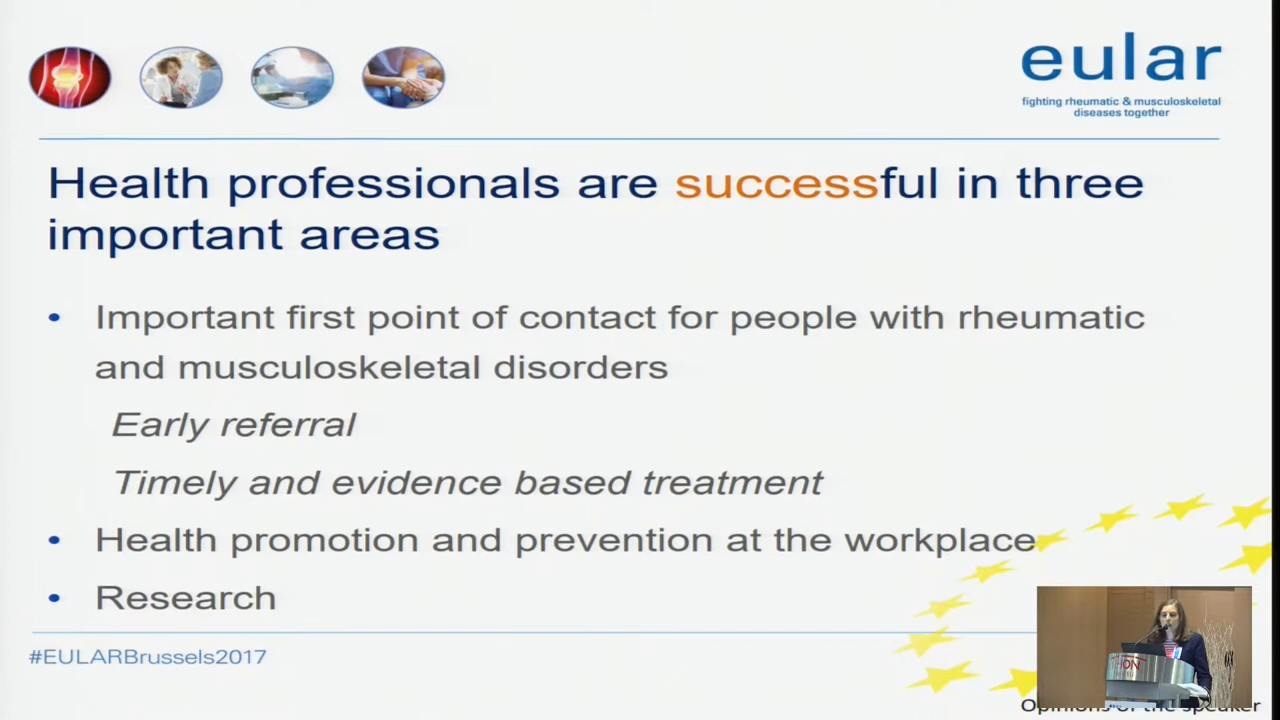 eular
fighting rheumatic & musculoskeletal
diseases together
Health professionals are successful in three
important areas
• Important first point of contact for people with rheumatic
and musculoskeletal disorders
Early referral
Timely and evidence based treatment
• Health promotion and prevention at the workplace
• Research
#EULARBrussels2017
Opinions of the speaker